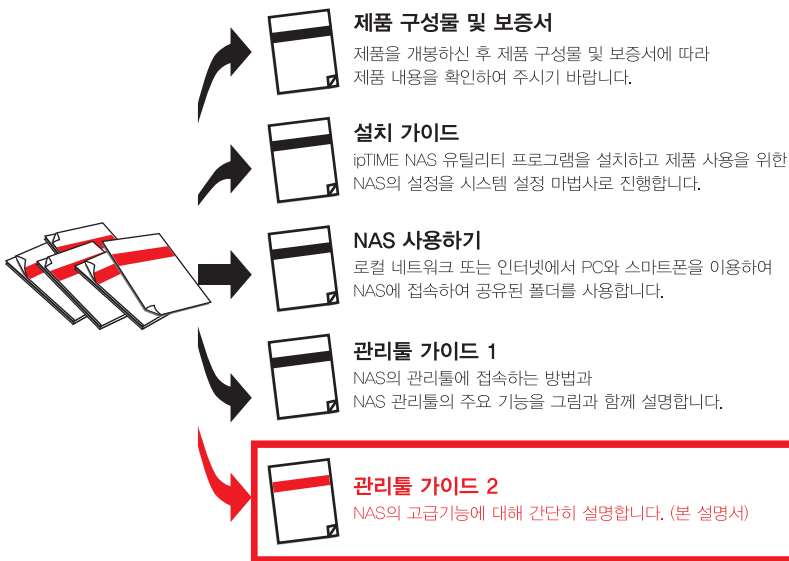 제품 구성물 및 보증서
제품을 개봉하신 후 제품 구성물 및 보증서에 따라
제품 내용을 확인하여 주시기 바랍니다.
설치 가이드
ipTIME NAS 유틸리티 프로그램을 설치하고 제품 사용을 위한
NAS의 설정을 시스템 설정 마법사로 진행합니다.
NAS 사용하기
로컬 네트워크 또는 인터넷에서 PC와 스마트폰을 이용하여
NAS에 접속하여 공유된 폴더를 사용합니다.
관리툴 가이드 1
NAS의 관리툴에 접속하는 방법과
NAS 관리툴의 주요 기능을 그림과 함께 설명합니다.
관리툴 가이드 2
NAS의 고급기능에 대해 간단히 설명합니다. (본 설명서)